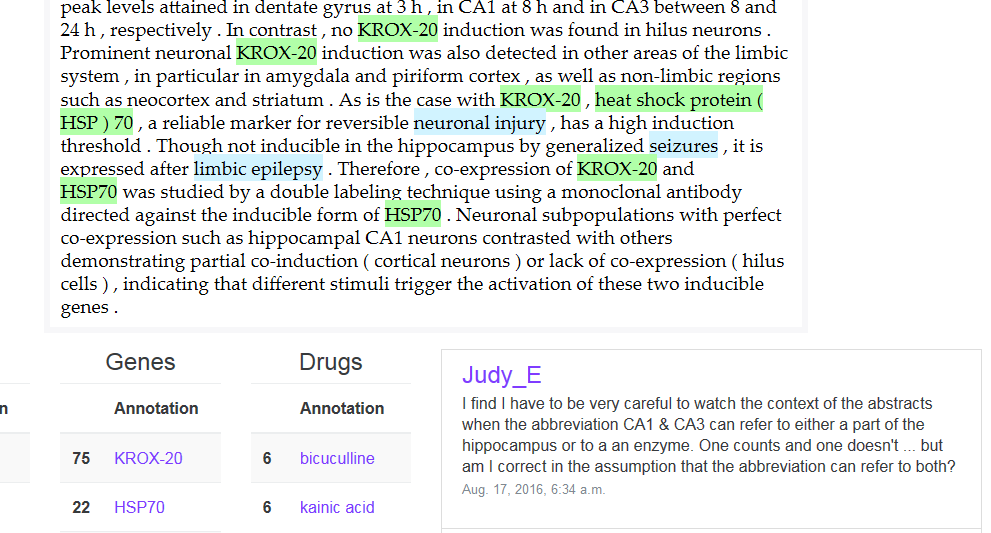 peak levels attained in dentate gyrus at 3 h , in CA1 at 8 h and in CA3 between 8 and
24 h , respectively . In contrast , no KROX-20 induction was found in hilus neurons .
Prominent neuronal KROX-20 induction was also detected in other areas of the limbic
system , in particular in amygdala and piriform cortex , as well as non-limbic regions
such as neocortex and striatum . As is the case with KROX-20 , heat shock protein (
HSP ) 70 , a reliable marker for reversible neuronal injury , has a high induction
threshold . Though not inducible in the hippocampus by generalized seizures , it is
expressed after limbic epilepsy . Therefore , co-expression of KROX-20 and
HSP70 was studied by a double labeling technique using a monoclonal antibody
directed against the inducible form of HSP70 . Neuronal subpopulations with perfect
co-expression such as hippocampal CA1 neurons contrasted with others
demonstrating partial co-induction ( cortical neurons ) or lack of co-expression ( hilus
cells ) , indicating that different stimuli trigger the activation of these two inducible
genes .
n
Genes
Annotation
75 KROX-20
22 HSP70
Drugs
Annotation
6 bicuculline
6 kainic acid
Judy_E
I find I have to be very careful to watch the context of the abstracts
when the abbreviation CA1 & CA3 can refer to either a part of the
hippocampus or to a an enzyme. One counts and one doesn't ... but
am I correct in the assumption that the abbreviation can refer to both?
Aug. 17, 2016, 6:34 a.m.